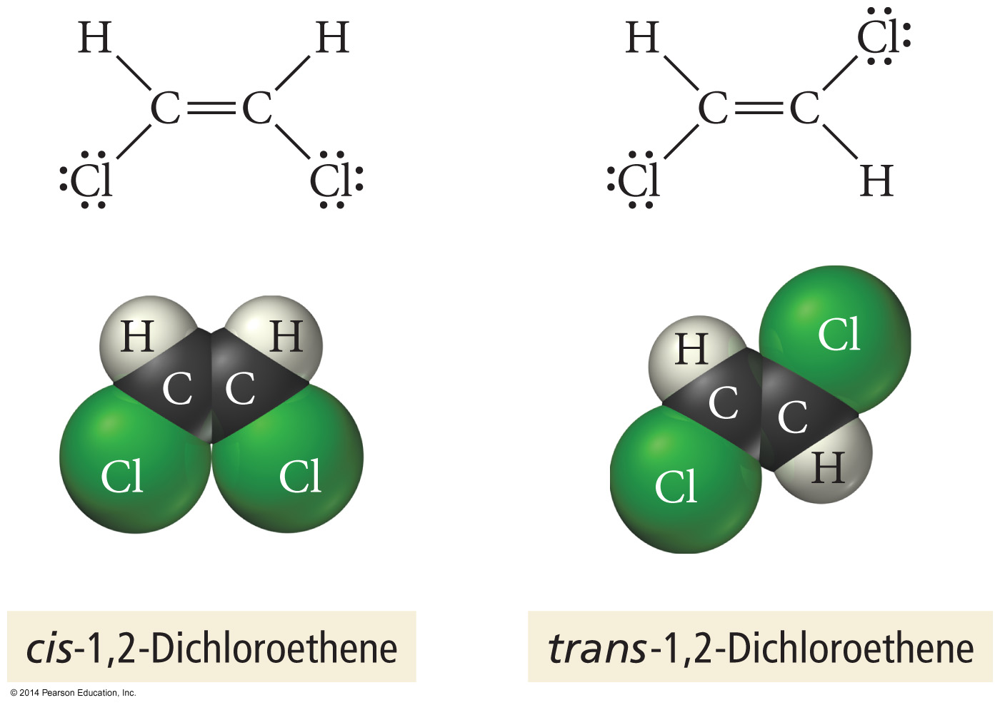 H H
C=C
:Cl Cl:
H Cl:
C=C
:Cl H
H H
C C
Cl Cl
H Cl
C C
Cl H
cis-1,2-Dichloroethene
trans-1,2-Dichloroethene
© 2014 Pearson Education, Inc.